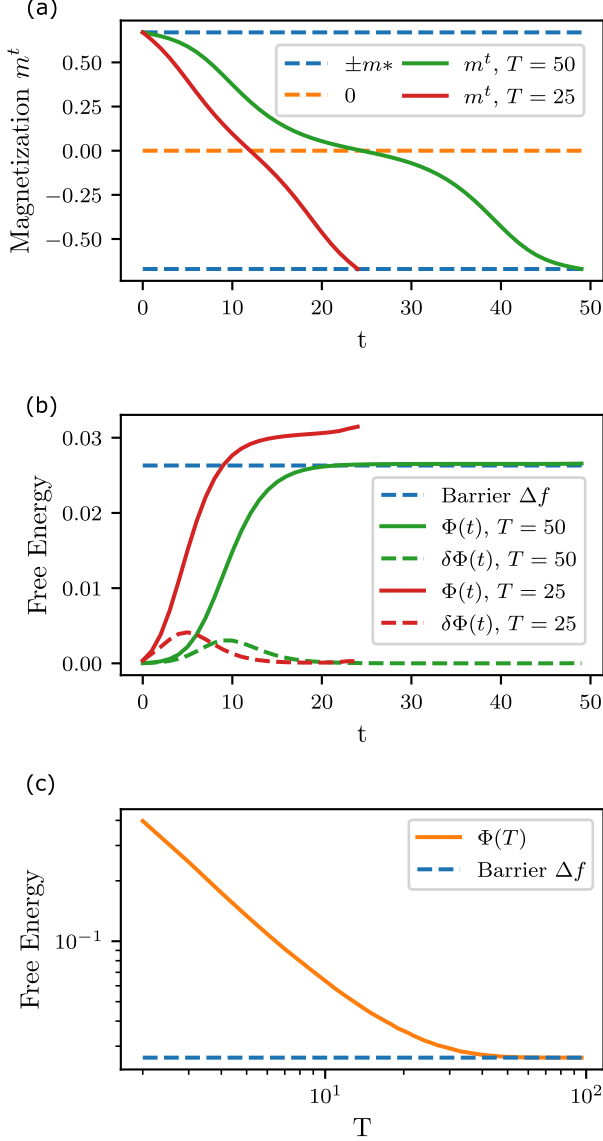 (a)
Magnetization $m^t$
0.50
0.25
0.00
−0.25
−0.50
±m∗
0
$m^t$, T = 50
$m^t$, T = 25
0 10 20 30 40 50
t
(b)
Free Energy
0.03
0.02
0.01
0.00
Barrier Δf
Φ(t), T = 50
δΦ(t), T = 50
Φ(t), T = 25
δΦ(t), T = 25
0 10 20 30 40 50
t
(c)
Free Energy
$10^{-1}$
Φ(T)
Barrier Δf
$10^1$ $10^2$
T